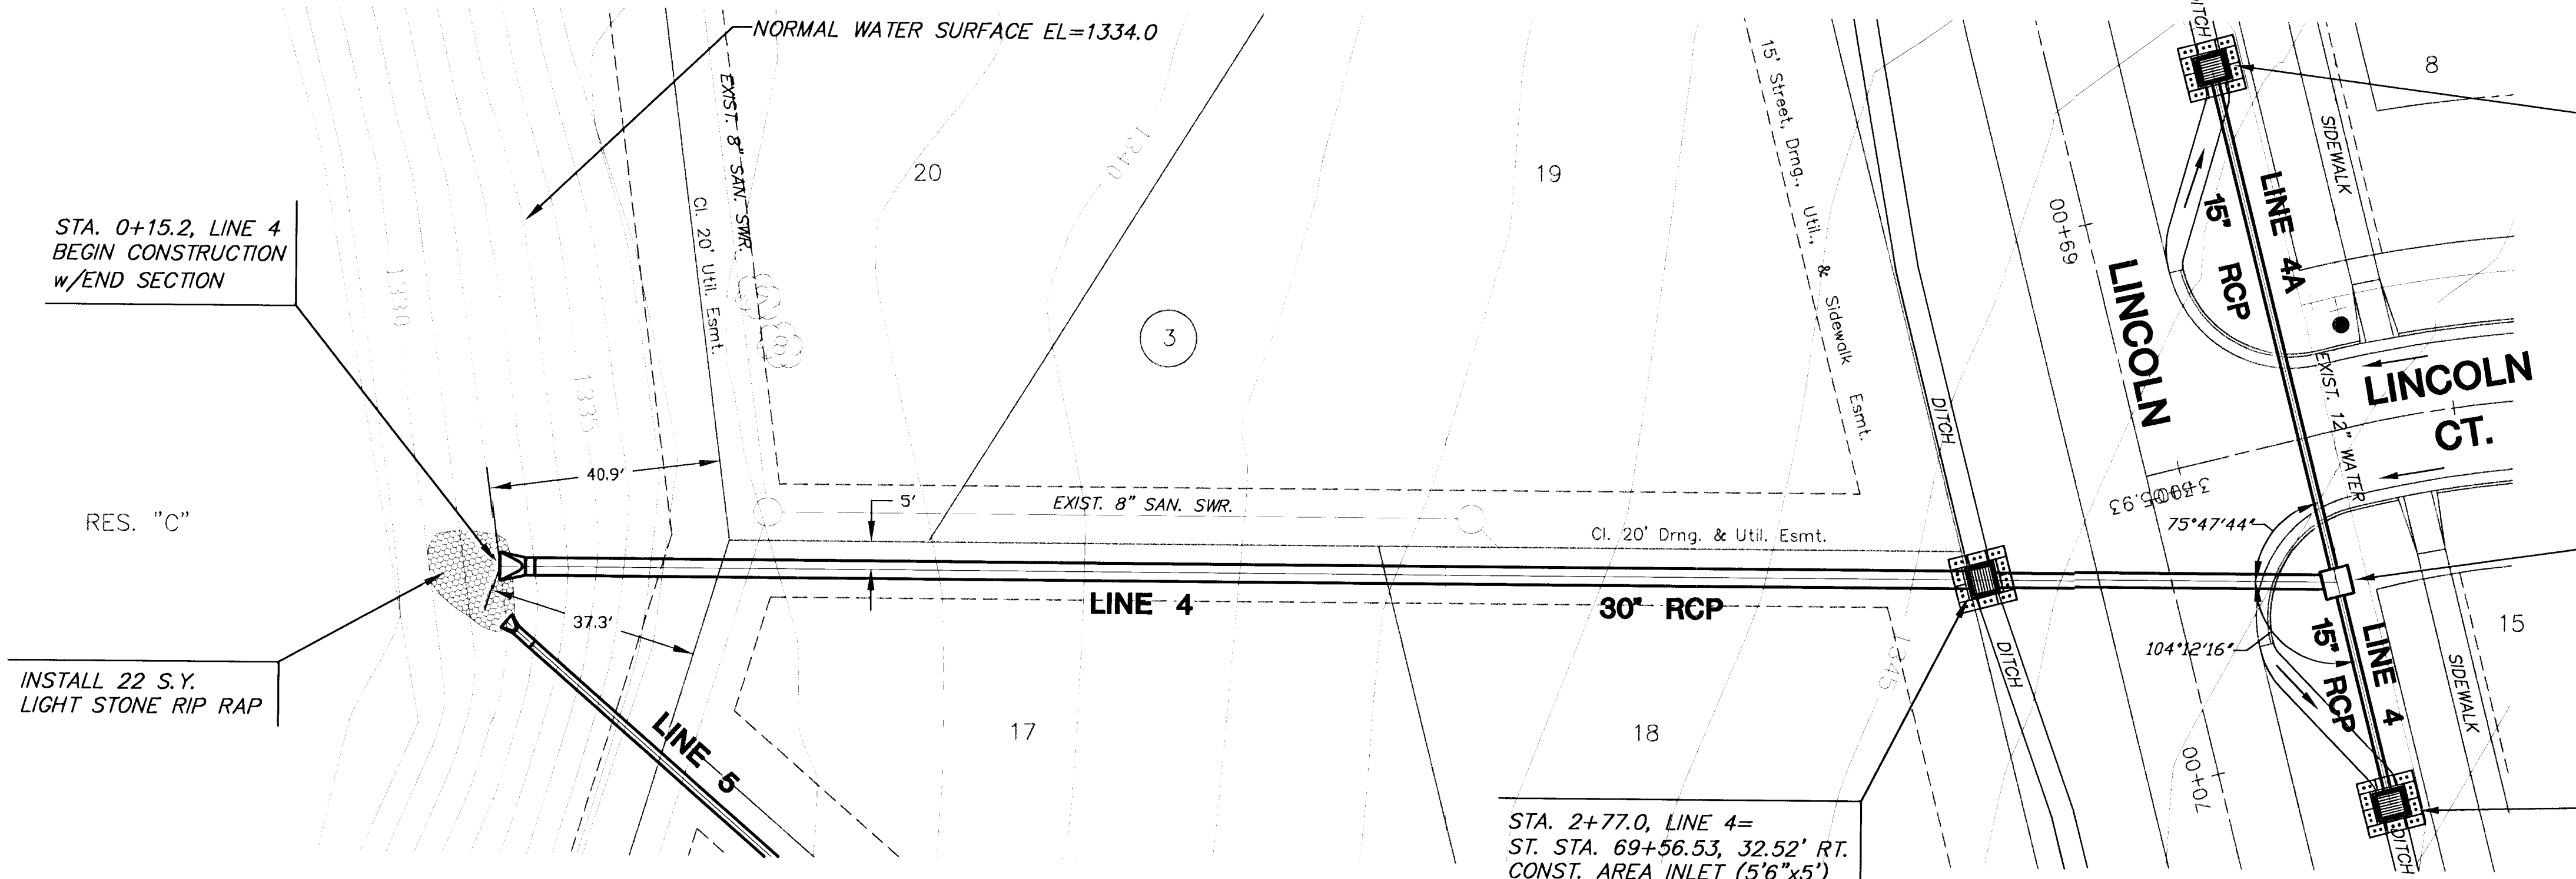 NORMAL WATER SURFACE EL=1334.0
STA. 0+15.2, LINE 4
BEGIN CONSTRUCTION
w/END SECTION
1330
1335
RES. "C"
INSTALL 22 S.Y.
LIGHT STONE RIP RAP
40.9'
37.3'
5'
EXIST. 8" SAN. SWR.
Cl. 20' Util. Esmt.
20
1340
3
19
EXIST. 8" SAN. SWR.
Cl. 20' Drng. & Util. Esmt.
LINE 4
30" RCP
LINE 5
17
18
1345
15' Street, Drng., Util., & Sidewalk Esmt.
DITCH
DITCH
STA. 2+77.0, LINE 4=
ST. STA. 69+56.53, 32.52' RT.
CONST. AREA INLET (5'6"x5')
LINCOLN
69+00
70+00
DITCH
8
SIDEWALK
LINE 4A
15" RCP
EXIST. 12" WATER
LINCOLN
CT.
75°47'44"
104°12'16"
15" RCP
LINE 4
SIDEWALK
15
DITCH